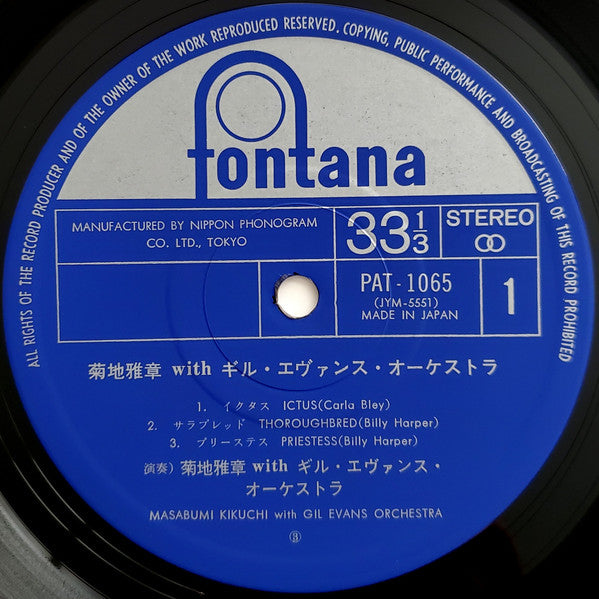 ALL RIGHTS OF THE RECORD PRODUCER AND OF THE OWNER OF THE WORK REPRODUCED RESERVED. COPYING, PUBLIC PERFORMANCE AND BROADCASTING OF THIS RECORD PROHIBITED
fontana
MANUFACTURED BY NIPPON PHONOGRAM
CO. LTD., TOKYO
33 1/3
STEREO
PAT-1065
(JYM-5551)
MADE IN JAPAN
1
菊地雅章 with ギル・エヴァンス・オーケストラ
1. イクタス ICTUS(Carla Bley)
2. サラブレッド THOROUGHBRED(Billy Harper)
3. プリーステス PRIESTESS(Billy Harper)
演奏) 菊地雅章 with ギル・エヴァンス・
オーケストラ
MASABUMI KIKUCHI with GIL EVANS ORCHESTRA